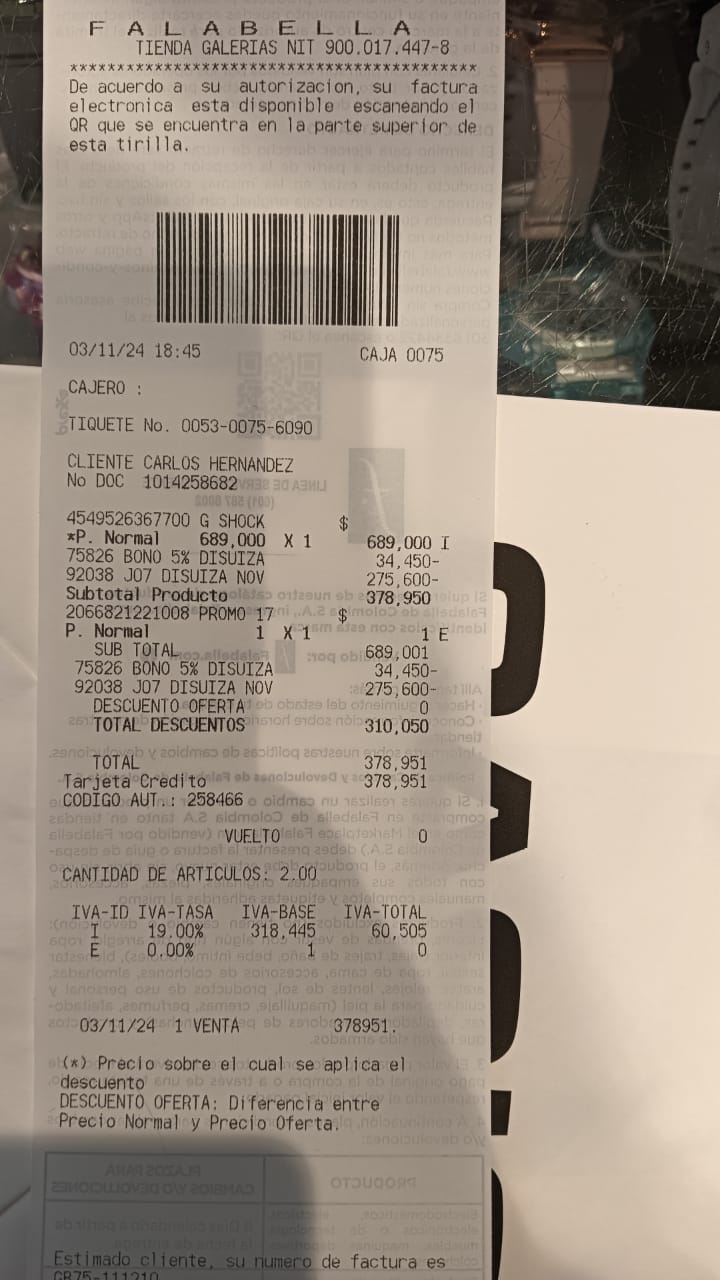 FALABELLA
TIENDA GALERIAS NIT 900.017.447-8
*******************************************
De acuerdo a su autorizacion, su factura
electronica esta disponible escaneando el
QR que se encuentra en la parte superior de
esta tirilla.
03/11/24 18:45 CAJA 0075
CAJERO :
TIQUETE No. 0053-0075-6090
CLIENTE CARLOS HERNANDEZ
No DOC 1014258682
4549526367700 G SHOCK $
*P. Normal 689,000 X 1 689,000 I
75826 BONO 5% DISUIZA 34,450-
92038 J07 DISUIZA NOV 275,600-
Subtotal Producto 378,950
2066821221008 PROMO 17 $
P. Normal 1 X 1 1 E
SUB TOTAL 689,001
75826 BONO 5% DISUIZA 34,450-
92038 J07 DISUIZA NOV 275,600-
DESCUENTO OFERTA 0
TOTAL DESCUENTOS 310,050
TOTAL 378,951
Tarjeta Credito 378,951
CODIGO AUT.: 258466
VUELTO 0
CANTIDAD DE ARTICULOS: 2.00
IVA-ID IVA-TASA IVA-BASE IVA-TOTAL
I 19.00% 318,445 60,505
E 0.00% 1 0
03/11/24 1 VENTA 378951.
(*) Precio sobre el cual se aplica el
descuento
DESCUENTO OFERTA: Diferencia entre
Precio Normal y Precio Oferta.
Estimado cliente, su numero de factura es